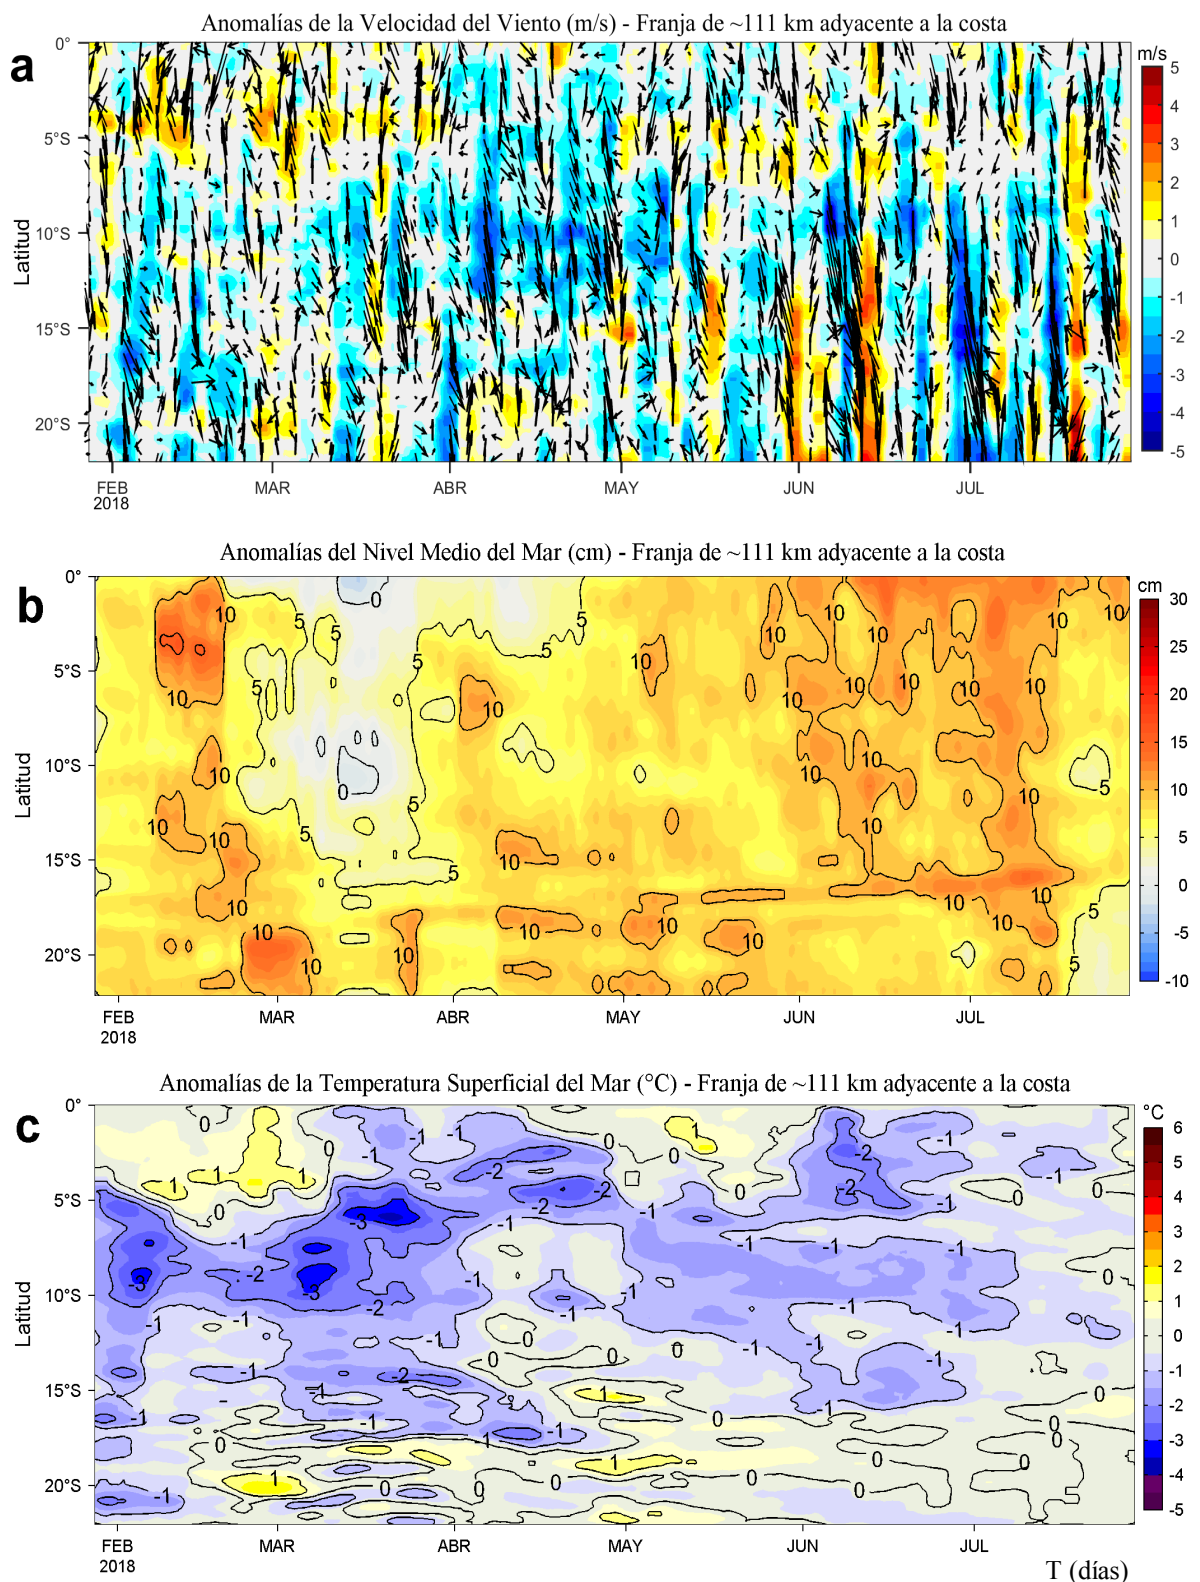 Anomalías de la Velocidad del Viento (m/s) - Franja de ~111 km adyacente a la costa
a
m/s
0°
5°S
10°S
15°S
20°S
Latitud
5
4
3
2
1
0
-1
-2
-3
-4
-5
FEB
2018
MAR
ABR
MAY
JUN
JUL
Anomalías del Nivel Medio del Mar (cm) - Franja de ~111 km adyacente a la costa
b
cm
0°
5°S
10°S
15°S
20°S
Latitud
30
25
20
15
10
5
0
-5
-10
FEB
2018
MAR
ABR
MAY
JUN
JUL
Anomalías de la Temperatura Superficial del Mar (°C) - Franja de ~111 km adyacente a la costa
c
°C
0°
5°S
10°S
15°S
20°S
Latitud
6
5
4
3
2
1
0
-1
-2
-3
-4
-5
FEB
2018
MAR
ABR
MAY
JUN
JUL
T (días)